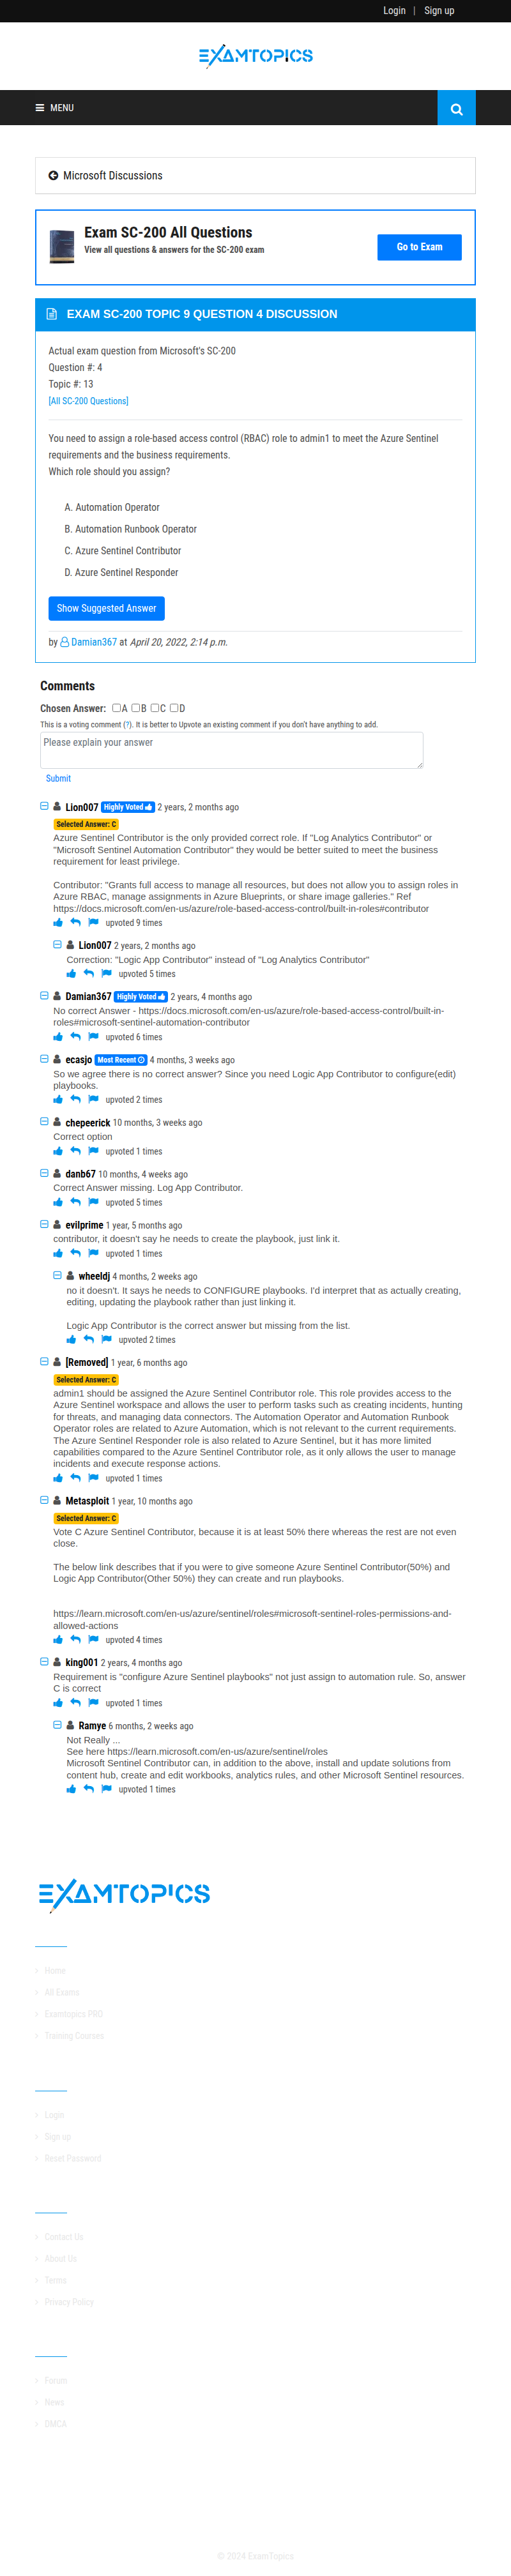 Login | Sign up
EXAMTOPICS
MENU
Microsoft Discussions
Exam SC-200 All Questions
View all questions & answers for the SC-200 exam
Go to Exam
EXAM SC-200 TOPIC 9 QUESTION 4 DISCUSSION
Actual exam question from Microsoft's SC-200
Question #: 4
Topic #: 13
[All SC-200 Questions]
You need to assign a role-based access control (RBAC) role to admin1 to meet the Azure Sentinel
requirements and the business requirements.
Which role should you assign?
A. Automation Operator
B. Automation Runbook Operator
C. Azure Sentinel Contributor
D. Azure Sentinel Responder
Show Suggested Answer
by Damian367 at April 20, 2022, 2:14 p.m.
Comments
Chosen Answer: A B C D
This is a voting comment (?). It is better to Upvote an existing comment if you don't have anything to add.
Please explain your answer
Submit
Lion007 Highly Voted 2 years, 2 months ago
Selected Answer: C
Azure Sentinel Contributor is the only provided correct role. If "Log Analytics Contributor" or
"Microsoft Sentinel Automation Contributor" they would be better suited to meet the business
requirement for least privilege.
Contributor: "Grants full access to manage all resources, but does not allow you to assign roles in
Azure RBAC, manage assignments in Azure Blueprints, or share image galleries." Ref
https://docs.microsoft.com/en-us/azure/role-based-access-control/built-in-roles#contributor
upvoted 9 times
Lion007 2 years, 2 months ago
Correction: "Logic App Contributor" instead of "Log Analytics Contributor"
upvoted 5 times
Damian367 Highly Voted 2 years, 4 months ago
No correct Answer - https://docs.microsoft.com/en-us/azure/role-based-access-control/built-in-
roles#microsoft-sentinel-automation-contributor
upvoted 6 times
ecasjo Most Recent 4 months, 3 weeks ago
So we agree there is no correct answer? Since you need Logic App Contributor to configure(edit)
playbooks.
upvoted 2 times
chepeerick 10 months, 3 weeks ago
Correct option
upvoted 1 times
danb67 10 months, 4 weeks ago
Correct Answer missing. Log App Contributor.
upvoted 5 times
evilprime 1 year, 5 months ago
contributor, it doesn't say he needs to create the playbook, just link it.
upvoted 1 times
wheeldj 4 months, 2 weeks ago
no it doesn't. It says he needs to CONFIGURE playbooks. I'd interpret that as actually creating,
editing, updating the playbook rather than just linking it.
Logic App Contributor is the correct answer but missing from the list.
upvoted 2 times
[Removed] 1 year, 6 months ago
Selected Answer: C
admin1 should be assigned the Azure Sentinel Contributor role. This role provides access to the
Azure Sentinel workspace and allows the user to perform tasks such as creating incidents, hunting
for threats, and managing data connectors. The Automation Operator and Automation Runbook
Operator roles are related to Azure Automation, which is not relevant to the current requirements.
The Azure Sentinel Responder role is also related to Azure Sentinel, but it has more limited
capabilities compared to the Azure Sentinel Contributor role, as it only allows the user to manage
incidents and execute response actions.
upvoted 1 times
Metasploit 1 year, 10 months ago
Selected Answer: C
Vote C Azure Sentinel Contributor, because it is at least 50% there whereas the rest are not even
close.
The below link describes that if you were to give someone Azure Sentinel Contributor(50%) and
Logic App Contributor(Other 50%) they can create and run playbooks.
https://learn.microsoft.com/en-us/azure/sentinel/roles#microsoft-sentinel-roles-permissions-and-
allowed-actions
upvoted 4 times
king001 2 years, 4 months ago
Requirement is "configure Azure Sentinel playbooks" not just assign to automation rule. So, answer
C is correct
upvoted 1 times
Ramye 6 months, 2 weeks ago
Not Really ...
See here https://learn.microsoft.com/en-us/azure/sentinel/roles
Microsoft Sentinel Contributor can, in addition to the above, install and update solutions from
content hub, create and edit workbooks, analytics rules, and other Microsoft Sentinel resources.
upvoted 1 times
EXAMTOPICS
Home
All Exams
Examtopics PRO
Training Courses
Login
Sign up
Reset Password
Contact Us
About Us
Terms
Privacy Policy
Forum
News
DMCA
© 2024 ExamTopics